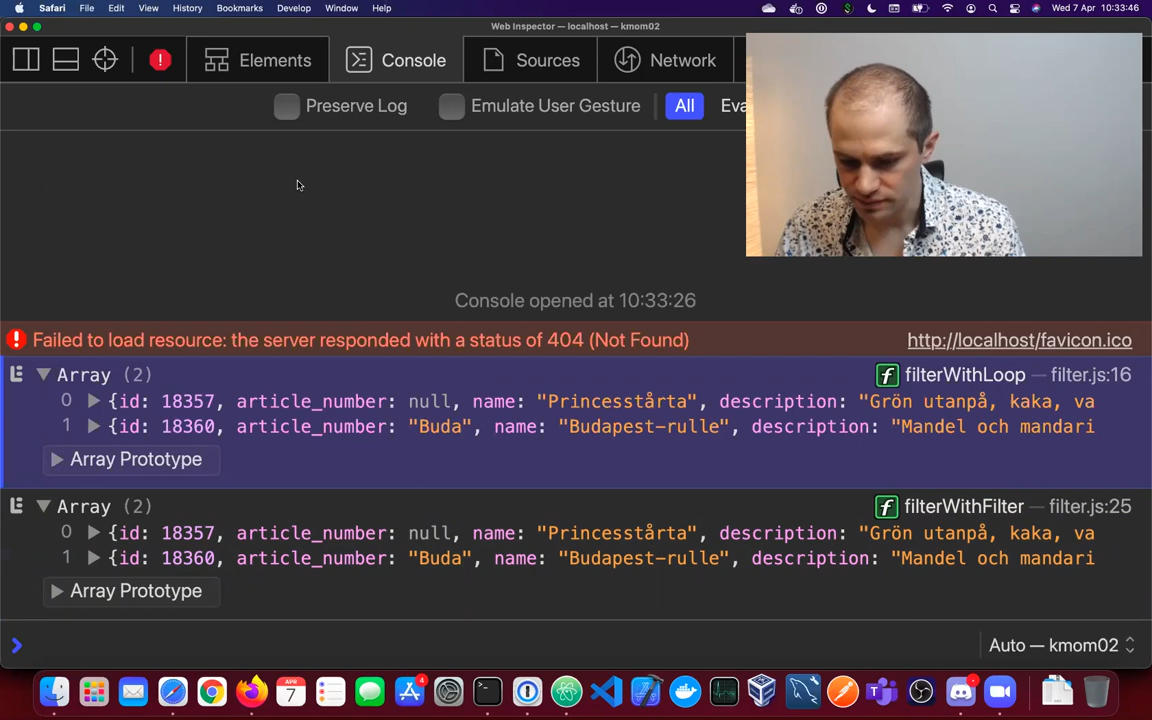 Safari File Edit View History Bookmarks Develop Window Help Wed 7 Apr 10:33:46
Web Inspector — localhost — kmom02
Elements Console Sources Network
Preserve Log Emulate User Gesture All Eva
Console opened at 10:33:26
Failed to load resource: the server responded with a status of 404 (Not Found) http://localhost/favicon.ico
Array (2) f filterWithLoop — filter.js:16
0 {id: 18357, article_number: null, name: "Princesstårta", description: "Grön utanpå, kaka, va
1 {id: 18360, article_number: "Buda", name: "Budapest-rulle", description: "Mandel och mandari
Array Prototype
Array (2) f filterWithFilter — filter.js:25
0 {id: 18357, article_number: null, name: "Princesstårta", description: "Grön utanpå, kaka, va
1 {id: 18360, article_number: "Buda", name: "Budapest-rulle", description: "Mandel och mandari
Array Prototype
Auto — kmom02
APR
7
4